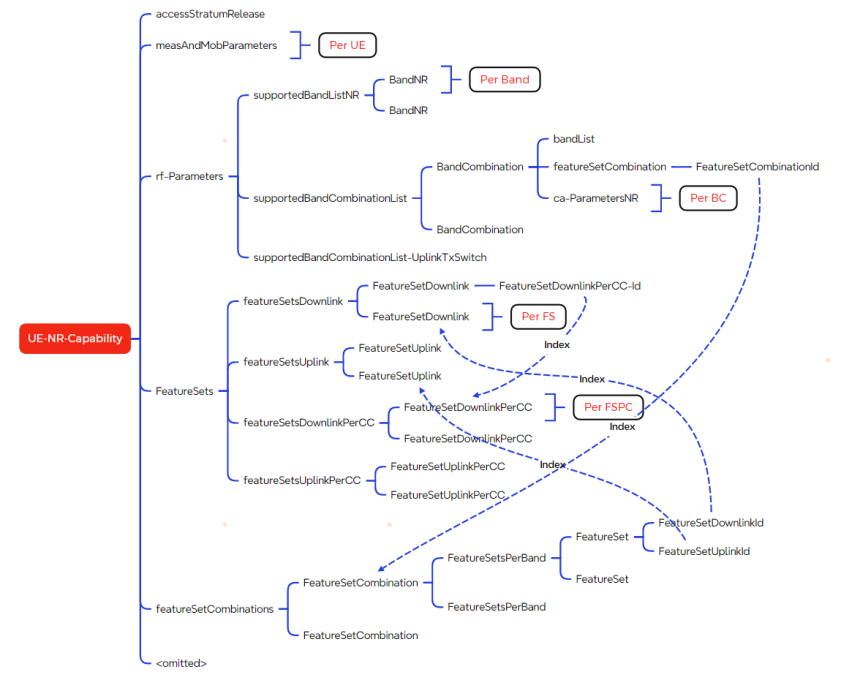 accessStratumRelease
measAndMobParameters
Per UE
BandNR
Per Band
supportedBandListNR
BandNR
bandList
BandCombination
featureSetCombination
FeatureSetCombinationId
rf-Parameters
supportedBandCombinationList
ca-ParametersNR
Per BC
BandCombination
supportedBandCombinationList-UplinkTxSwitch
FeatureSetDownlink
FeatureSetDownlinkPerCC-Id
featureSetsDownlink
FeatureSetDownlink
Per FS
UE-NR-Capability
Index
FeatureSetUplink
featureSetsUplink
FeatureSetUplink
Index
FeatureSets
FeatureSetDownlinkPerCC
Per FSPC
featureSetsDownlinkPerCC
Index
FeatureSetDownlinkPerCC
FeatureSetUplinkPerCC
Index
featureSetsUplinkPerCC
FeatureSetUplinkPerCC
FeatureSetDownlinkId
FeatureSet
FeatureSetUplinkId
FeatureSetsPerBand
FeatureSet
FeatureSetCombination
featureSetCombinations
FeatureSetsPerBand
FeatureSetCombination
<omitted>